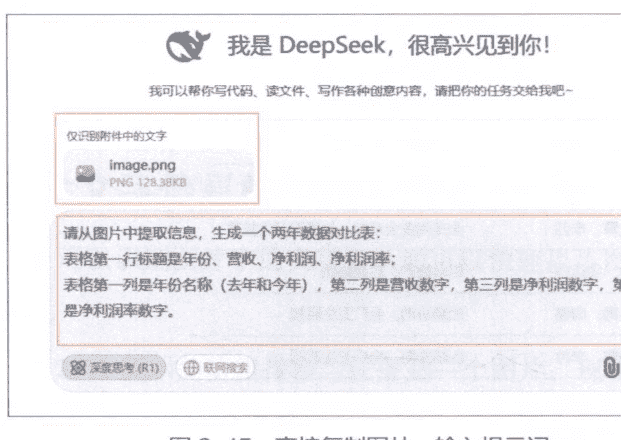 我是 DeepSeek，很高兴见到你！
我可以帮你写代码、读文件、写作各种创意内容，请把你的任务交给我吧~
仅识别附件中的文字
image.png
PNG 128.38KB
请从图片中提取信息，生成一个两年数据对比表：
表格第一行标题是年份、营收、净利润、净利润率；
表格第一列是年份名称（去年和今年），第二列是营收数字，第三列是净利润数字，
是净利润率数字。
深度思考 (R1) 联网搜索